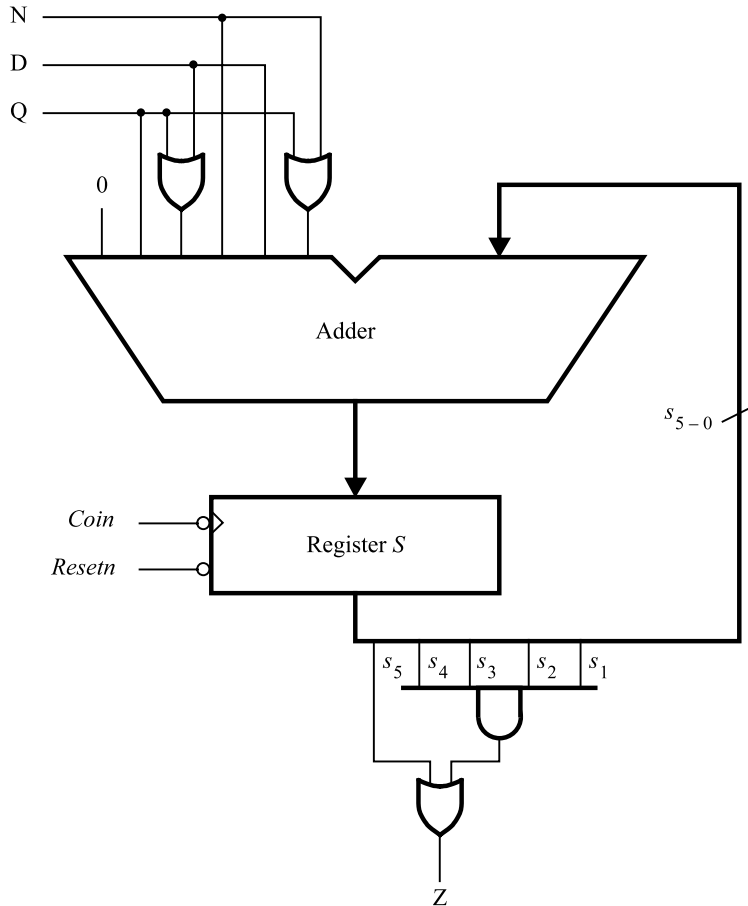 N
D
Q
0
Adder
s5 – 0
Coin
Register S
Resetn
s5 s4 s3 s2 s1
Z